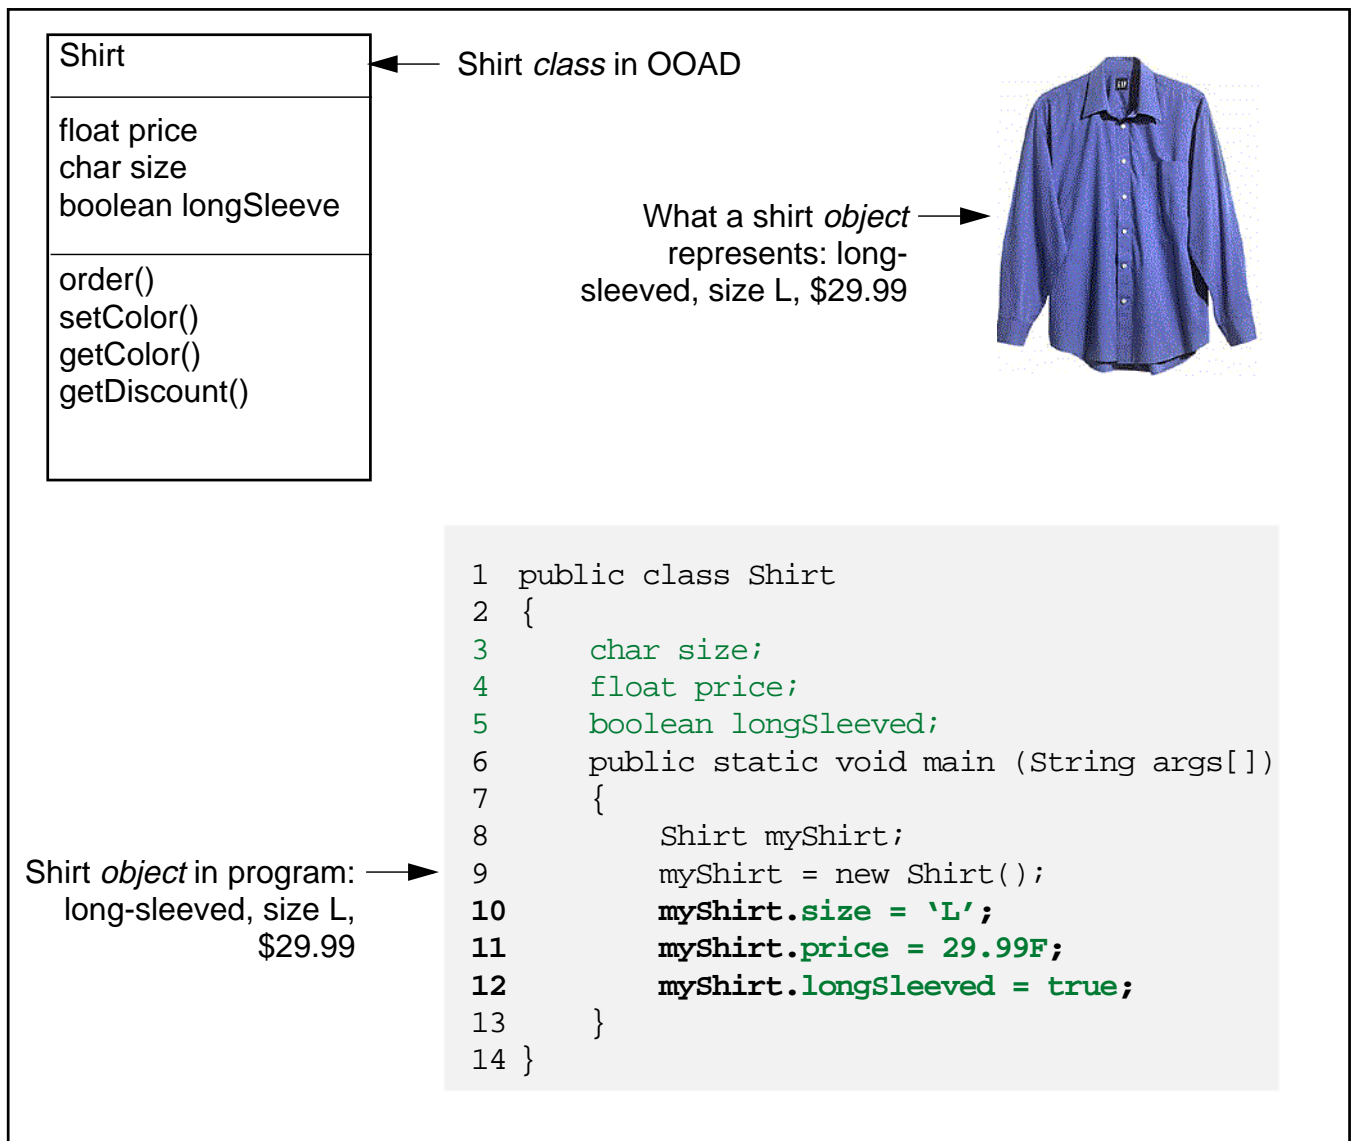 Shirt
float price
char size
boolean longSleeve
order()
setColor()
getColor()
getDiscount()
Shirt class in OOAD
What a shirt object
represents: long-
sleeved, size L, $29.99
GAP
Shirt object in program:
long-sleeved, size L,
$29.99
1 public class Shirt
2 {
3 char size;
4 float price;
5 boolean longSleeved;
6 public static void main (String args[])
7 {
8 Shirt myShirt;
9 myShirt = new Shirt();
10 myShirt.size = ‘L’;
11 myShirt.price = 29.99F;
12 myShirt.longSleeved = true;
13 }
14 }